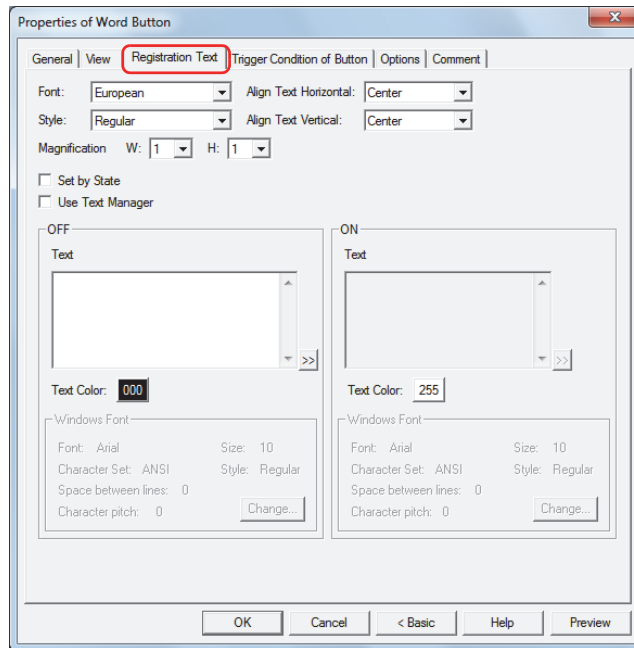 Properties of Word Button
x
General View Registration Text Trigger Condition of Button Options Comment
Font: European Align Text Horizontal: Center
Style: Regular Align Text Vertical: Center
Magnification W: 1 H: 1
Set by State
Use Text Manager
OFF ON
Text Text
>> >>
Text Color: 000 Text Color: 255
Windows Font Windows Font
Font: Arial Size: 10 Font: Arial Size: 10
Character Set: ANSI Style: Regular Character Set: ANSI Style: Regular
Space between lines: 0 Space between lines: 0
Character pitch: 0 Change... Character pitch: 0 Change...
OK Cancel < Basic Help Preview